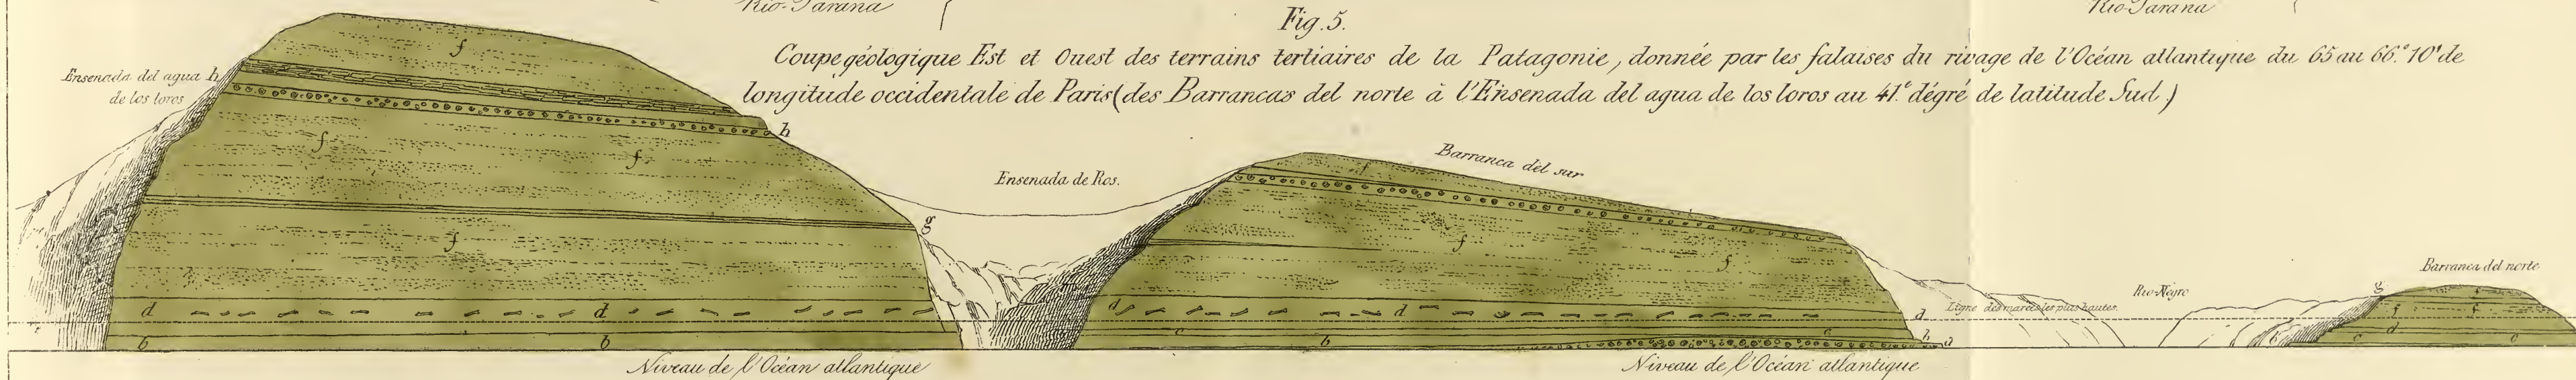 Rio-Parana
Rio-Parana
Fig. 5.
Coupe géologique Est et Ouest des terrains tertiaires de la Patagonie, donnée par les falaises du rivage de l'Océan atlantique du 65 au 66.° 10' de
longitude occidentale de Paris (des Barrancas del norte à l'Ensenada del agua de los loros au 41.e dégré de latitude Sud.)
Ensenada del agua
de los loros
h
f
h
f
f
Ensenada de Ros.
Barranca del sur
f
g
f
f
f
Barranca del norte
Rio-Négro
Ligne des marées les plus hautes.
g
f
f
d
d
d
d
d
d
c
c
c
c
b
b
b
h
a
Niveau de l'Océan atlantique
Niveau de l'Océan atlantique